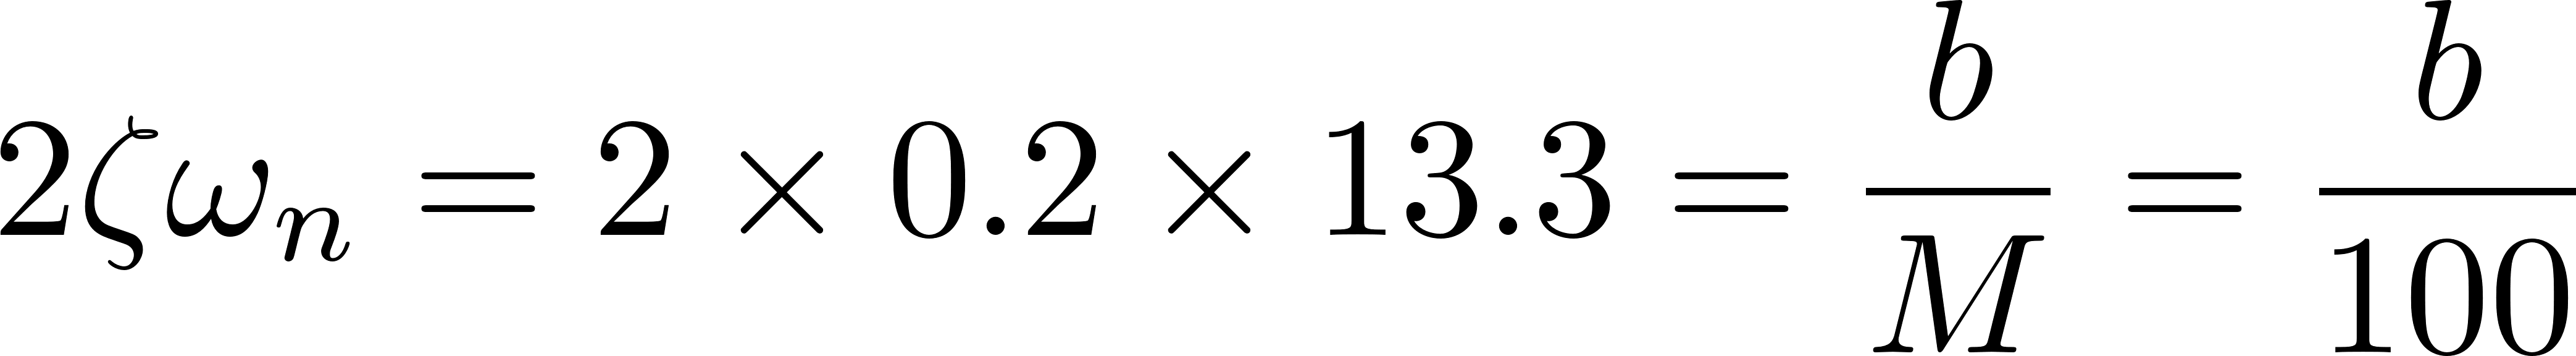 2ζω_n = 2 × 0.2 × 13.3 = b/M = b/100